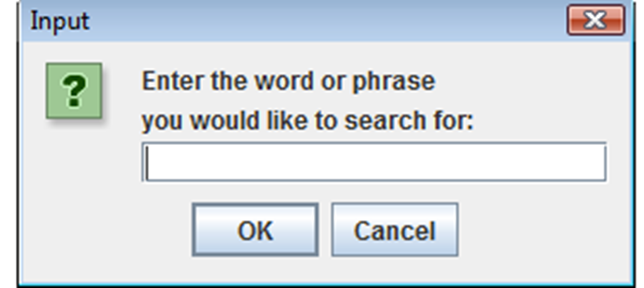 Input
?
Enter the word or phrase
you would like to search for:
OK Cancel